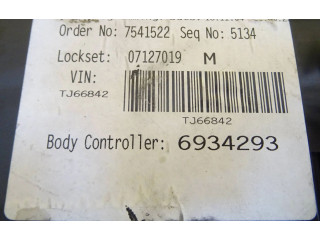 Order No: 7541522 Seq No: 5134
Lockset: 07127019 M
VIN:
TJ66842
TJ66842
Body Controller: 6934293